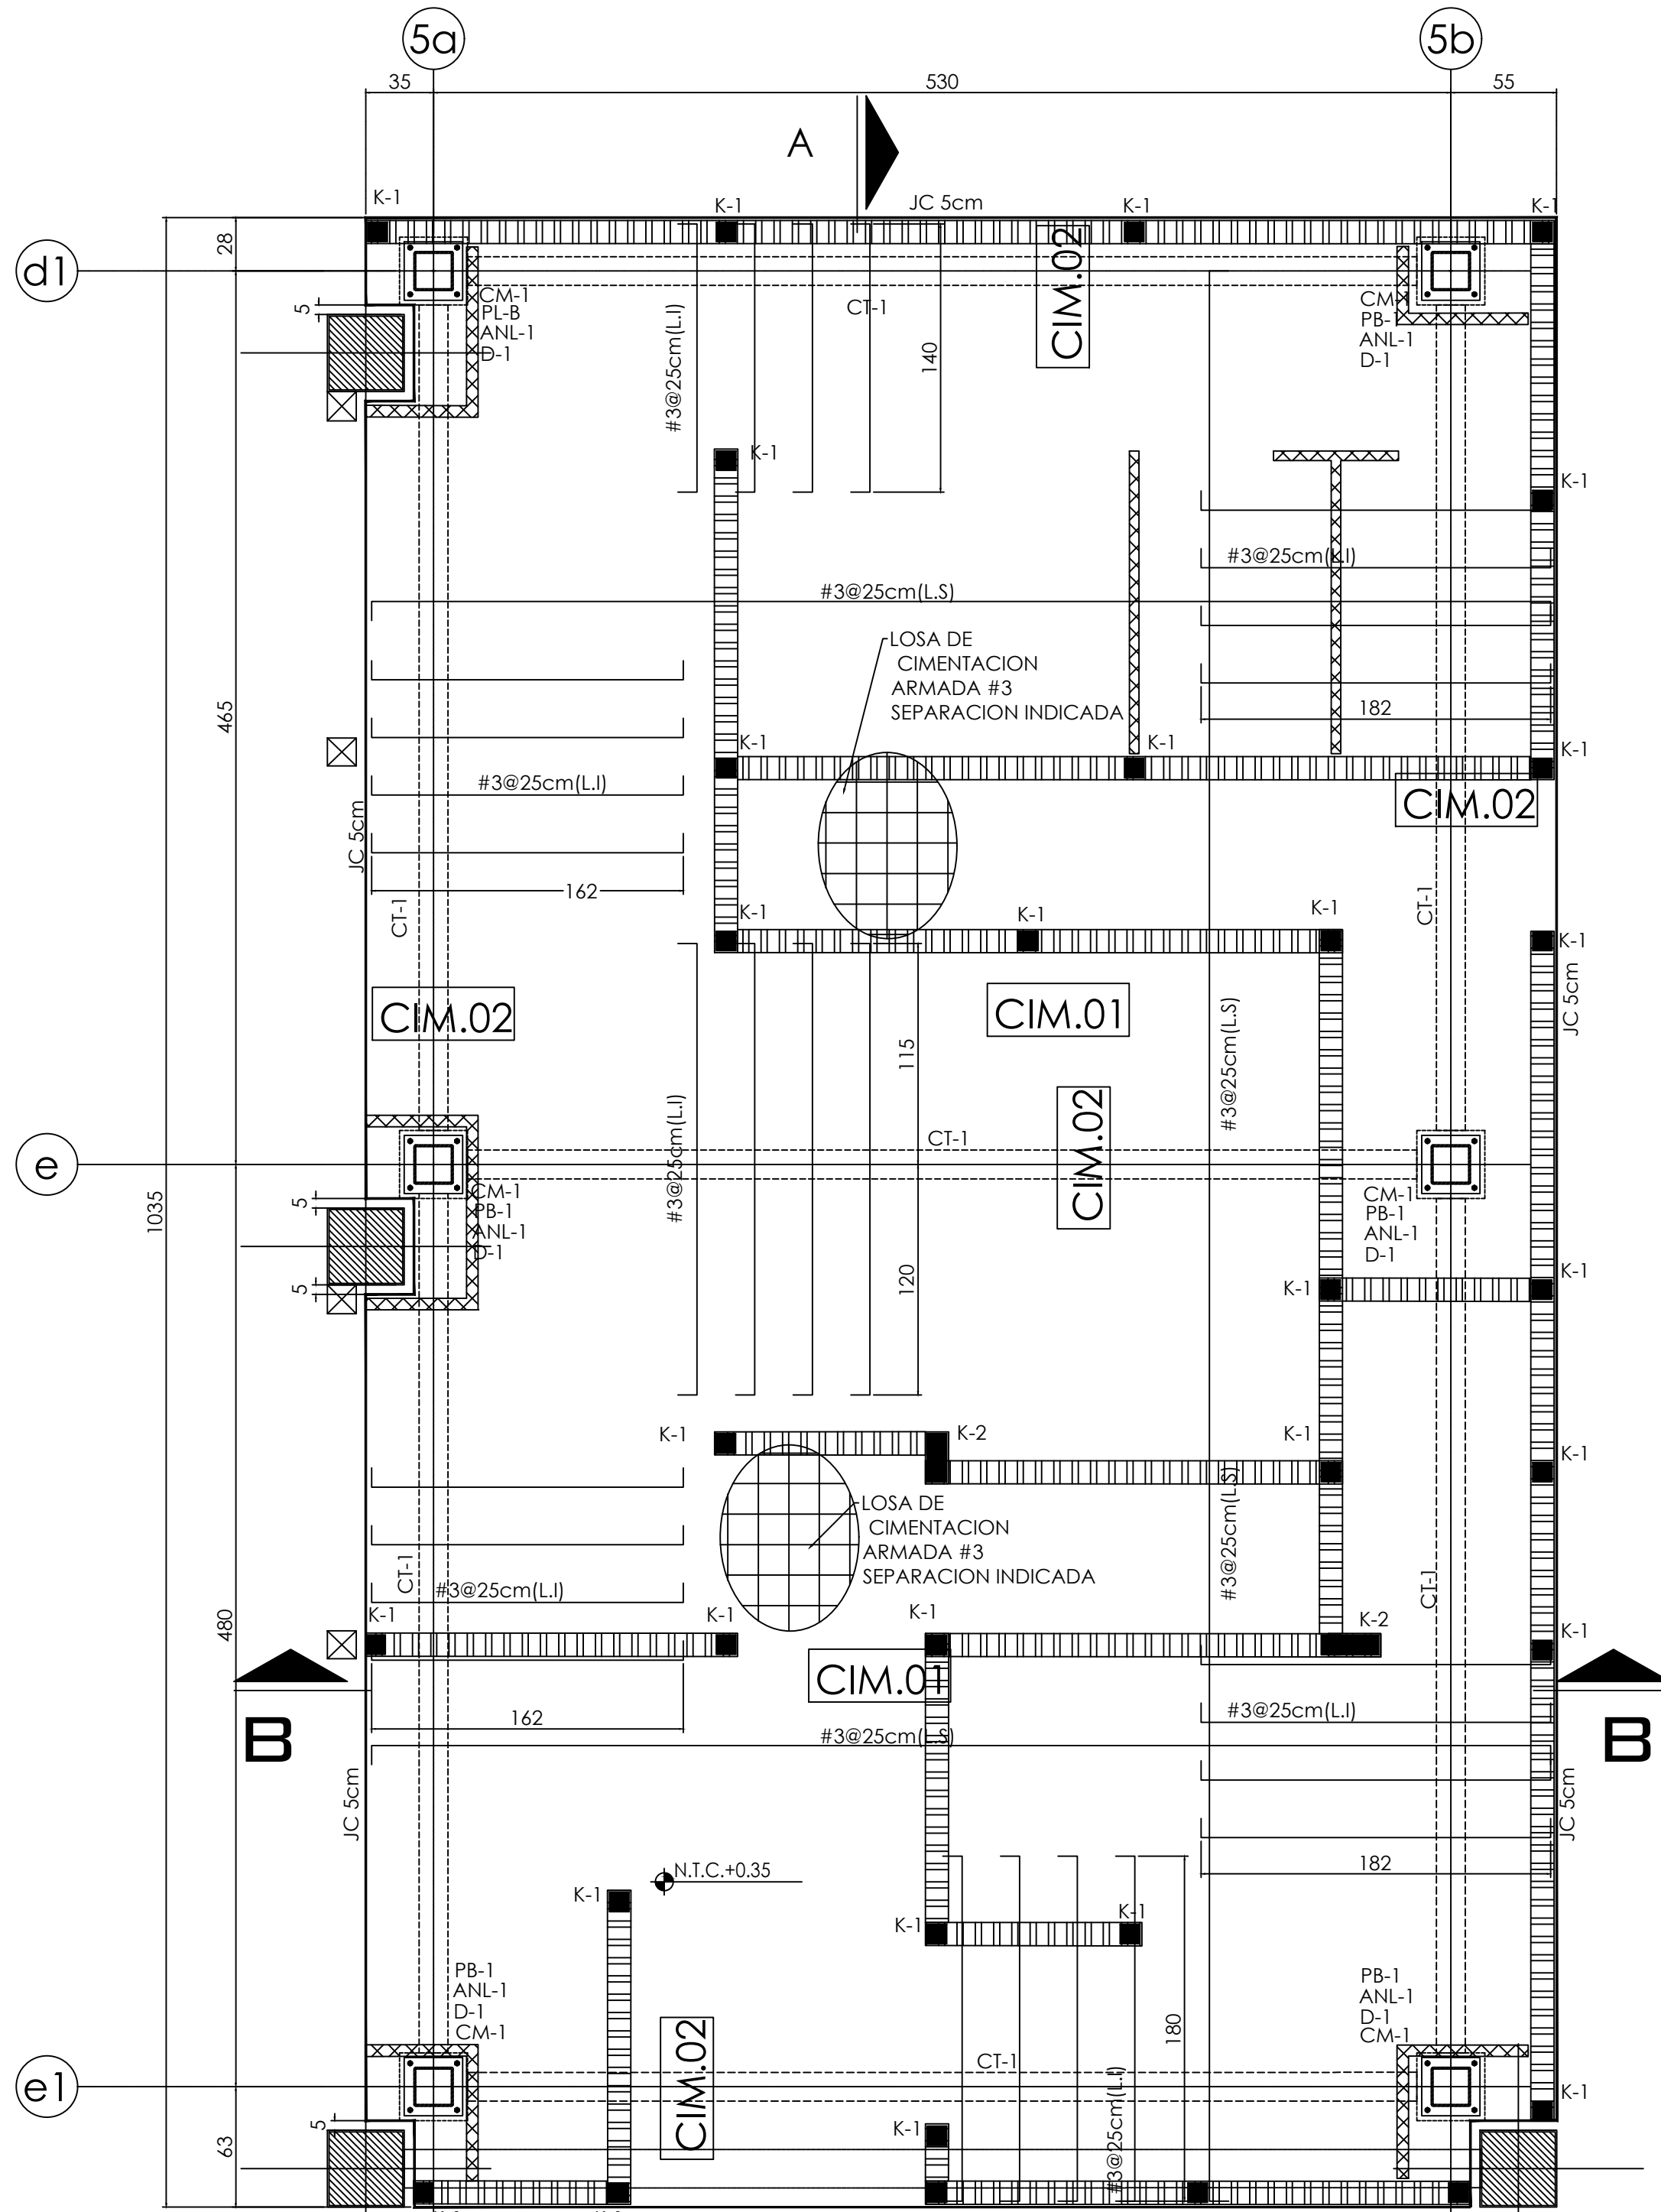 5a
5b
35
530
55
A
K-1
K-1
JC 5cm
K-1
K-1
28
d1
CIM.02
CM-1
PL-B
ANL-1
D-1
5
CT-1
#3@25cm(L.I)
140
CM-1
PB-1
ANL-1
D-1
K-1
K-1
#3@25cm(L.I)
#3@25cm(L.S)
LOSA DE
CIMENTACION
ARMADA #3
SEPARACION INDICADA
465
182
K-1
K-1
K-1
#3@25cm(L.I)
CIM.02
JC 5cm
162
CT-1
CT-1
K-1
K-1
K-1
K-1
CIM.02
CIM.01
JC 5cm
115
#3@25cm(L.S)
#3@25cm(L.I)
CIM.02
CT-1
e
1035
5
CM-1
PB-1
ANL-1
D-1
CM-1
PB-1
ANL-1
D-1
5
120
K-1
K-1
K-1
K-2
K-1
K-1
LOSA DE
CIMENTACION
ARMADA #3
SEPARACION INDICADA
#3@25cm(L.S)
CT-1
#3@25cm(L.I)
CT-1
480
K-1
K-1
K-1
K-2
K-1
CIM.01
B
162
#3@25cm(L.S)
#3@25cm(L.I)
B
JC 5cm
JC 5cm
182
N.T.C.+0.35
K-1
K-1
K-1
PB-1
ANL-1
D-1
CM-1
PB-1
ANL-1
D-1
CM-1
180
CIM.02
CT-1
#3@25cm(L.I)
e1
K-1
5
K-1
63